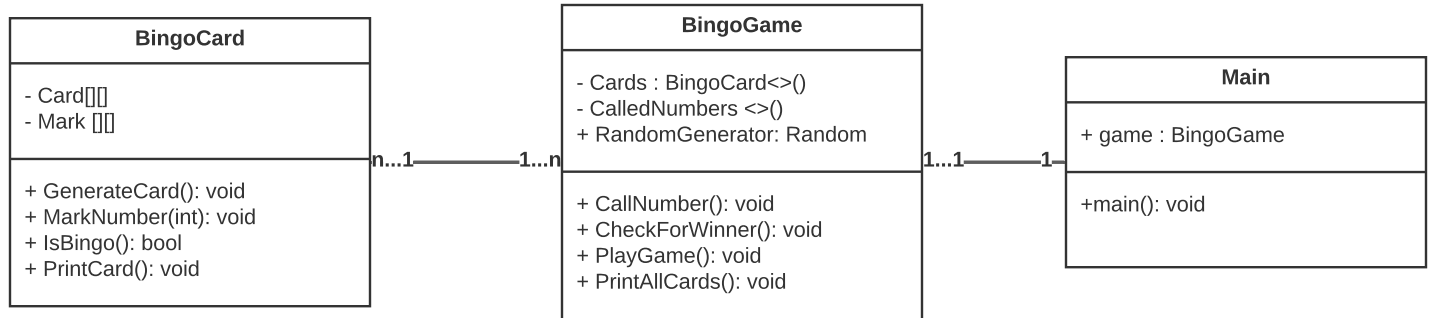 BingoCard
- Card[][]
- Mark [][]
+ GenerateCard(): void
+ MarkNumber(int): void
+ IsBingo(): bool
+ PrintCard(): void
n...1
1...n
BingoGame
- Cards : BingoCard<>()
- CalledNumbers <>()
+ RandomGenerator: Random
+ CallNumber(): void
+ CheckForWinner(): void
+ PlayGame(): void
+ PrintAllCards(): void
1...1
1
Main
+ game : BingoGame
+main(): void